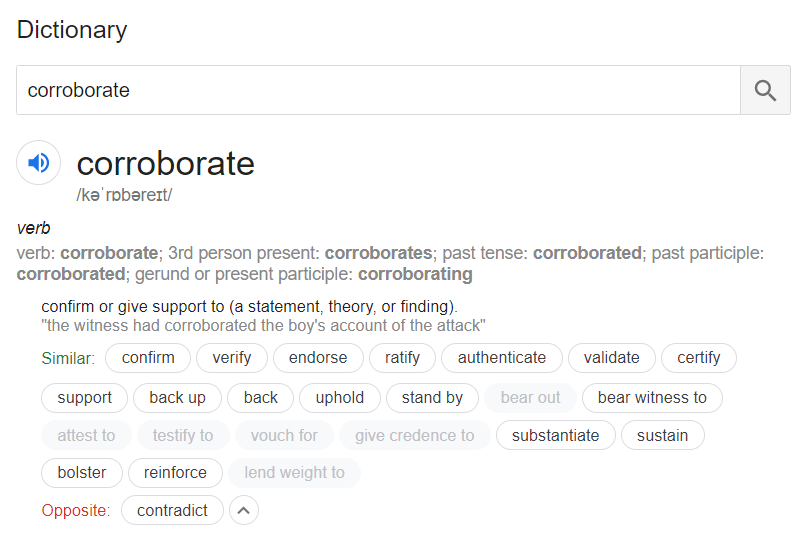 Dictionary
corroborate
corroborate
/kəˈrɒbəreɪt/
verb
verb: corroborate; 3rd person present: corroborates; past tense: corroborated; past participle:
corroborated; gerund or present participle: corroborating
confirm or give support to (a statement, theory, or finding).
"the witness had corroborated the boy's account of the attack"
Similar: confirm verify endorse ratify authenticate validate certify
support back up back uphold stand by bear out bear witness to
attest to testify to vouch for give credence to substantiate sustain
bolster reinforce lend weight to
Opposite: contradict